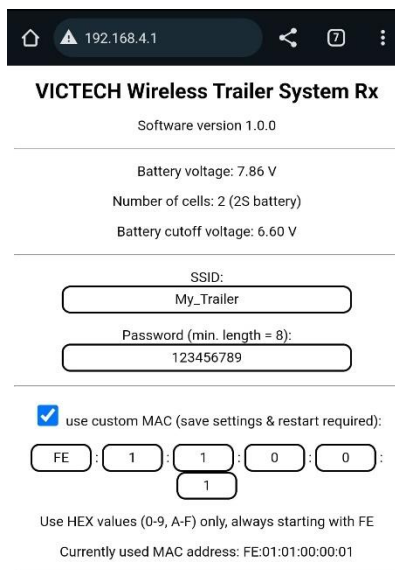 192.168.4.1
7
VICTECH Wireless Trailer System Rx
Software version 1.0.0
Battery voltage: 7.86 V
Number of cells: 2 (2S battery)
Battery cutoff voltage: 6.60 V
SSID:
My_Trailer
Password (min. length = 8):
123456789
use custom MAC (save settings & restart required):
FE : 1 : 1 : 0 : 0 :
1
Use HEX values (0-9, A-F) only, always starting with FE
Currently used MAC address: FE:01:01:00:00:01